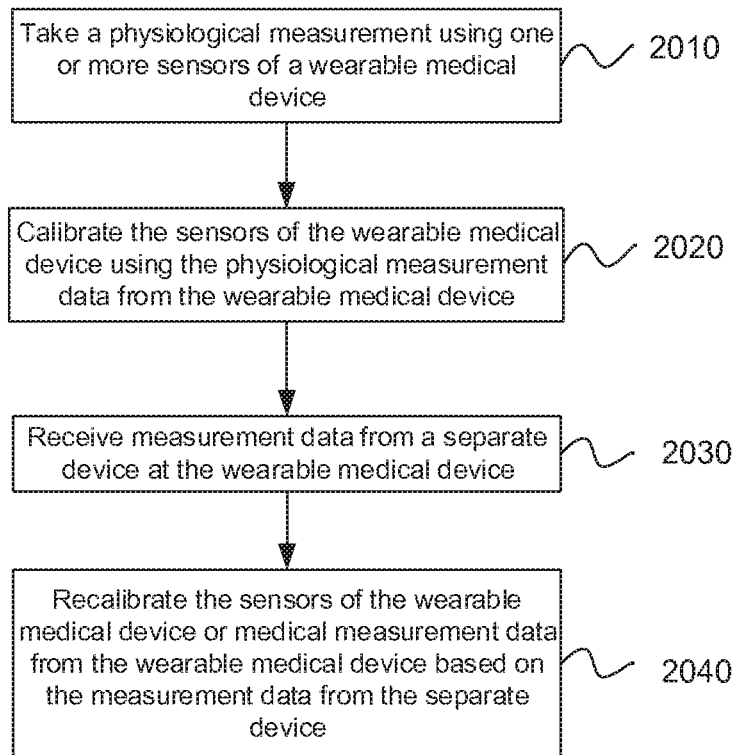 Take a physiological measurement using one
or more sensors of a wearable medical
device
2010
Calibrate the sensors of the wearable medical
device using the physiological measurement
data from the wearable medical device
2020
Receive measurement data from a separate
device at the wearable medical device
2030
Recalibrate the sensors of the wearable
medical device or medical measurement data
from the wearable medical device based on
the measurement data from the separate
device
2040